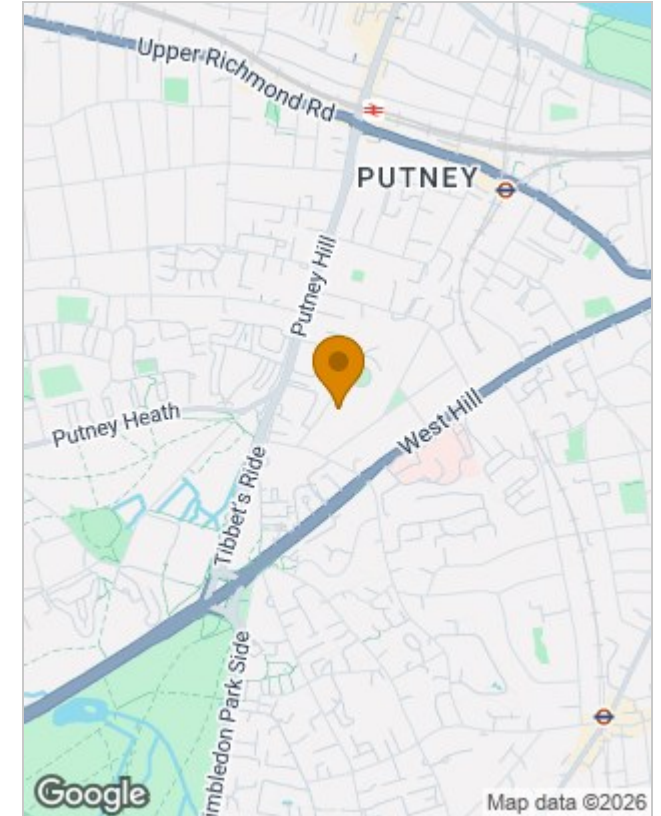 Upper Richmond Rd
PUTNEY
Putney Hill
Putney Heath
West Hill
Tibbet's Ride
imbledon Park Side
Google
Map data ©2026